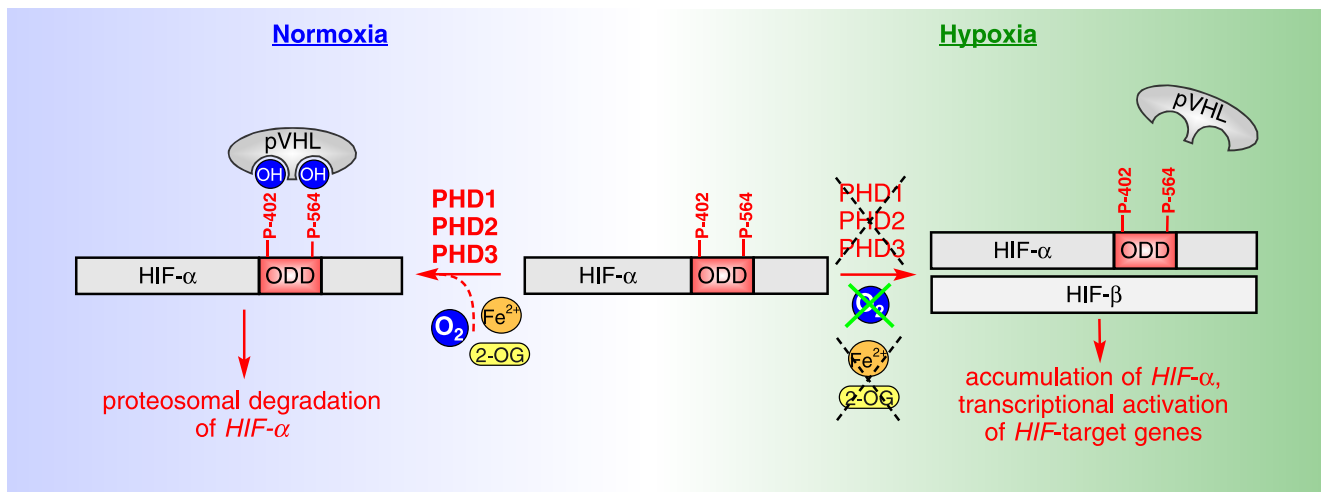 Normoxia
Hypoxia
pVHL
OH OH
P-402 P-564
HIF-α ODD
proteosomal degradation
of HIF-α
PHD1
PHD2
PHD3
O2
Fe2+
2-OG
P-402 P-564
HIF-α ODD
PHD1
PHD2
PHD3
O2
Fe2+
2-OG
pVHL
P-402 P-564
HIF-α ODD
HIF-β
accumulation of HIF-α,
transcriptional activation
of HIF-target genes